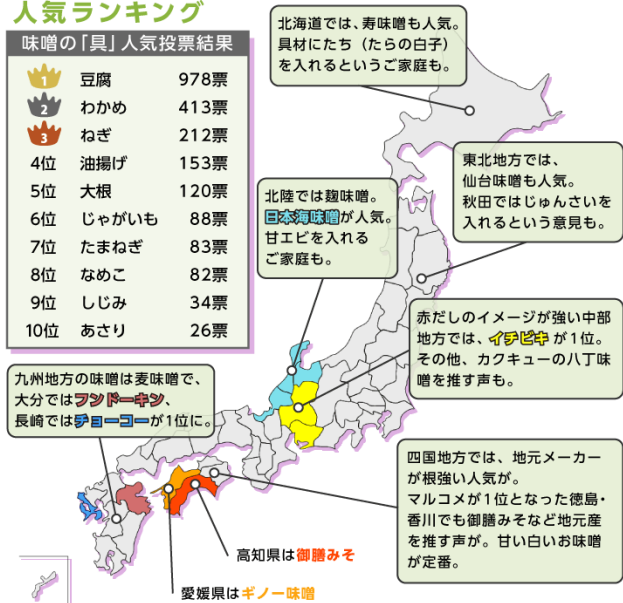 人気ランキング
味噌の「具」人気投票結果
1 豆腐 978票
2 わかめ 413票
3 ねぎ 212票
4位 油揚げ 153票
5位 大根 120票
6位 じゃがいも 88票
7位 たまねぎ 83票
8位 なめこ 82票
9位 しじみ 34票
10位 あさり 26票
北海道では、寿味噌も人気。
具材にたち（たらの白子）
を入れるというご家庭も。
東北地方では、
仙台味噌も人気。
秋田ではじゅんさいを
入れるという意見も。
北陸では麹味噌。
日本海味噌が人気。
甘エビを入れる
ご家庭も。
赤だしのイメージが強い中部
地方では、イチビキが1位。
その他、カクキューの八丁味
噌を推す声も。
九州地方の味噌は麦味噌で、
大分ではフンドーキン、
長崎ではチョーコーが1位に。
四国地方では、地元メーカー
が根強い人気が。
マルコメが1位となった徳島・
香川でも御膳みそなど地元産
を推す声が。甘い白いお味噌
が定番。
高知県は御膳みそ
愛媛県はギノー味噌